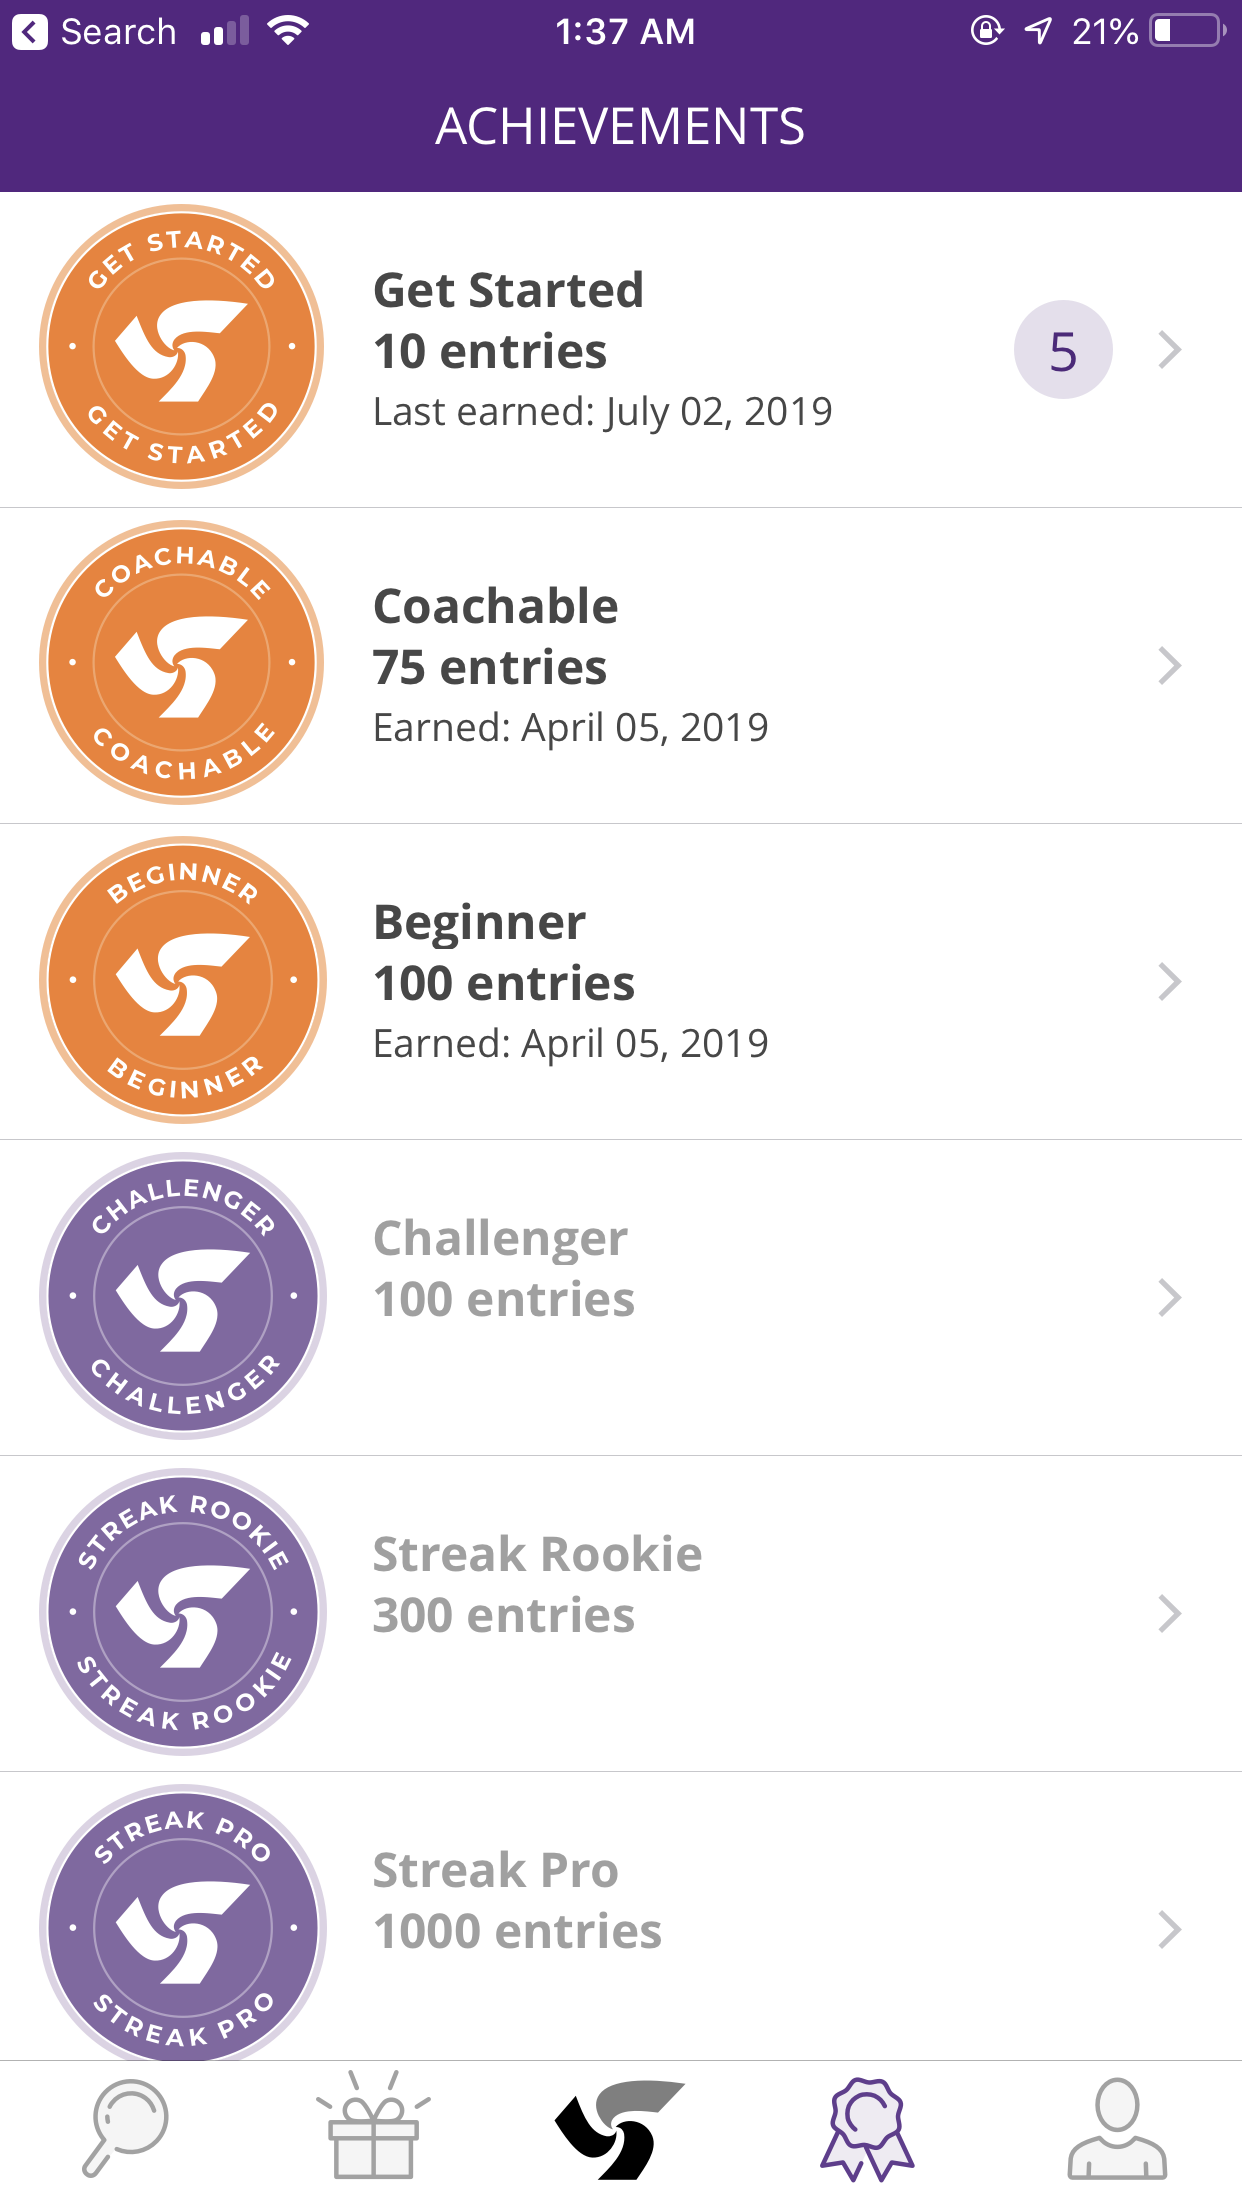 Search
1:37 AM
21%
ACHIEVEMENTS
GET STARTED
GET STARTED
Get Started
10 entries
Last earned: July 02, 2019
5
COACHABLE
COACHABLE
Coachable
75 entries
Earned: April 05, 2019
BEGINNER
BEGINNER
Beginner
100 entries
Earned: April 05, 2019
CHALLENGER
CHALLENGER
Challenger
100 entries
STREAK ROOKIE
STREAK ROOKIE
Streak Rookie
300 entries
STREAK PRO
STREAK PRO
Streak Pro
1000 entries